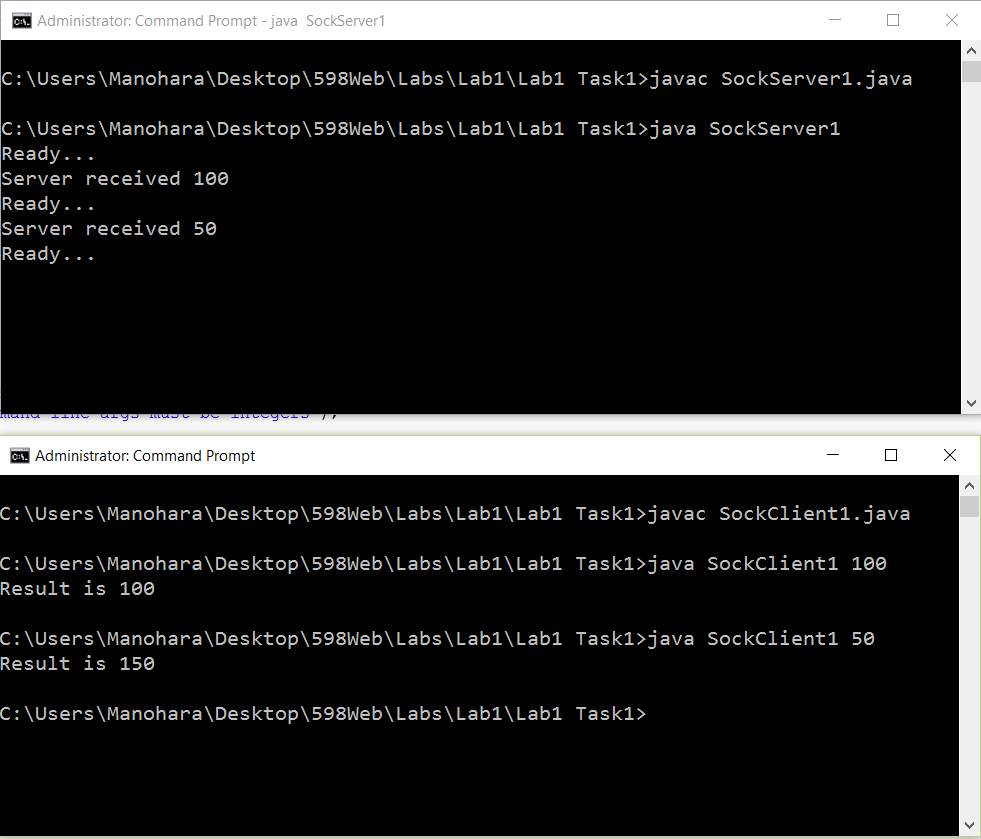 Administrator: Command Prompt - java  SockServer1
C:\Users\Manohara\Desktop\598Web\Labs\Lab1\Lab1 Task1>javac SockServer1.java
C:\Users\Manohara\Desktop\598Web\Labs\Lab1\Lab1 Task1>java SockServer1
Ready...
Server received 100
Ready...
Server received 50
Ready...
line args must be integers");
Administrator: Command Prompt
C:\Users\Manohara\Desktop\598Web\Labs\Lab1\Lab1 Task1>javac SockClient1.java
C:\Users\Manohara\Desktop\598Web\Labs\Lab1\Lab1 Task1>java SockClient1 100
Result is 100
C:\Users\Manohara\Desktop\598Web\Labs\Lab1\Lab1 Task1>java SockClient1 50
Result is 150
C:\Users\Manohara\Desktop\598Web\Labs\Lab1\Lab1 Task1>